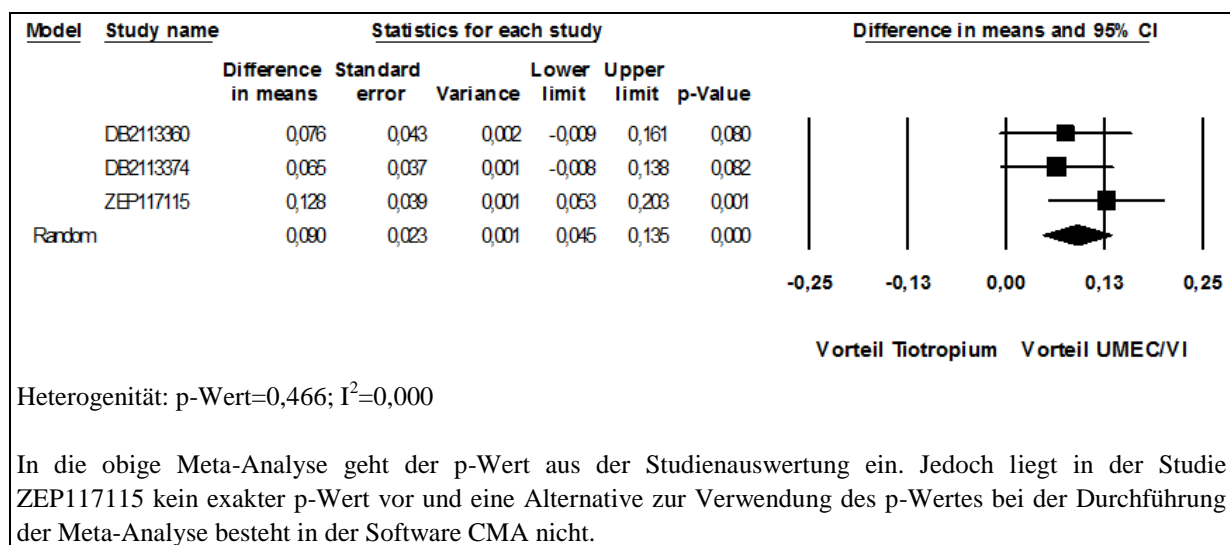 Model Study name Statistics for each study Difference in means and 95% CI
Difference Standard Lower Upper
in means error Variance limit limit p-Value
DB2113360 0,076 0,043 0,002 -0,009 0,161 0,080
DB2113374 0,065 0,037 0,001 -0,008 0,138 0,082
ZEP117115 0,128 0,039 0,001 0,053 0,203 0,001
Random 0,090 0,023 0,001 0,045 0,135 0,000
-0,25 -0,13 0,00 0,13 0,25
Vorteil Tiotropium Vorteil UMEC/VI
Heterogenität: p-Wert=0,466; I²=0,000
In die obige Meta-Analyse geht der p-Wert aus der Studienauswertung ein. Jedoch liegt in der Studie
ZEP117115 kein exakter p-Wert vor und eine Alternative zur Verwendung des p-Wertes bei der Durchführung
der Meta-Analyse besteht in der Software CMA nicht.